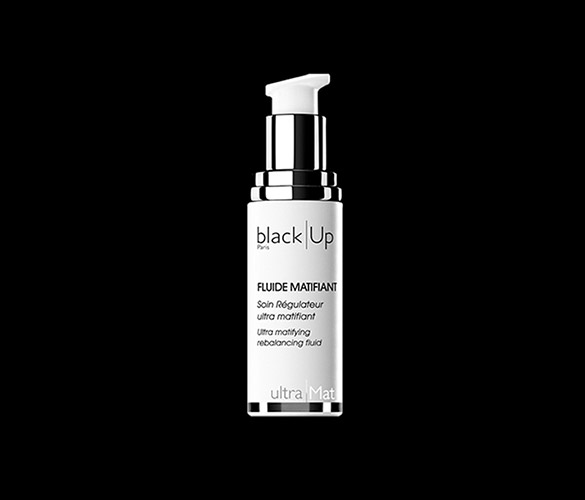 black|Up
Paris
FLUIDE MATIFIANT
Soin Régulateur
ultra matifiant
Ultra matifying
rebalancing fluid
ultra|Mat